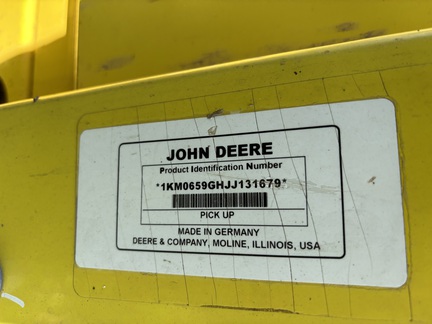 JOHN DEERE
Product Identification Number
*1KM0659GHJJ131679*
PICK UP
MADE IN GERMANY
DEERE & COMPANY, MOLINE, ILLINOIS, USA